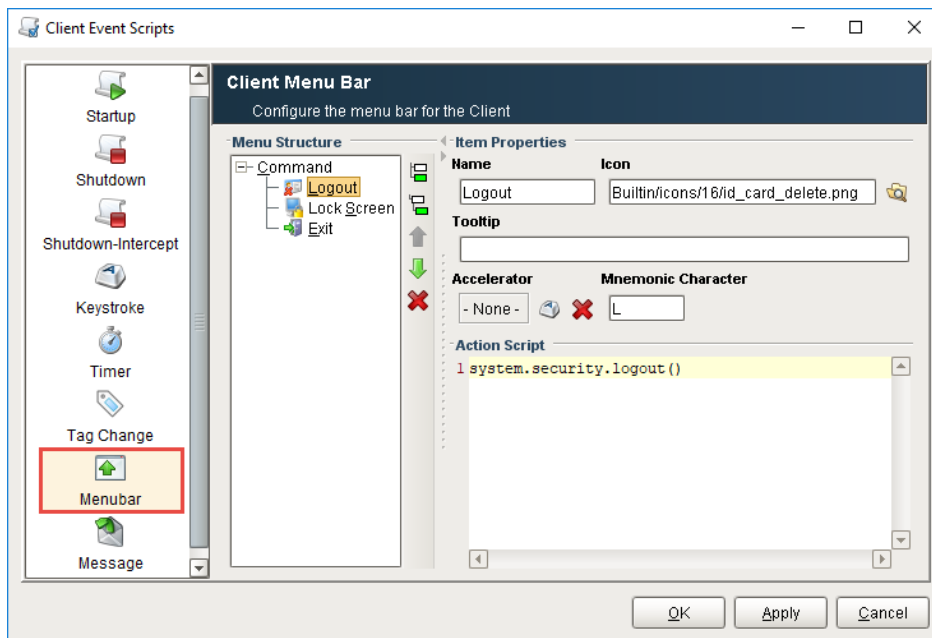 Client Event Scripts
Startup
Shutdown
Shutdown-Intercept
Keystroke
Timer
Tag Change
Menubar
Message
Client Menu Bar
Configure the menu bar for the Client
Menu Structure
Command
Logout
Lock Screen
Exit
Item Properties
Name Icon
Logout Builtin/icons/16/id_card_delete.png
Tooltip
Accelerator Mnemonic Character
- None - L
Action Script
1 system.security.logout()
OK Apply Cancel